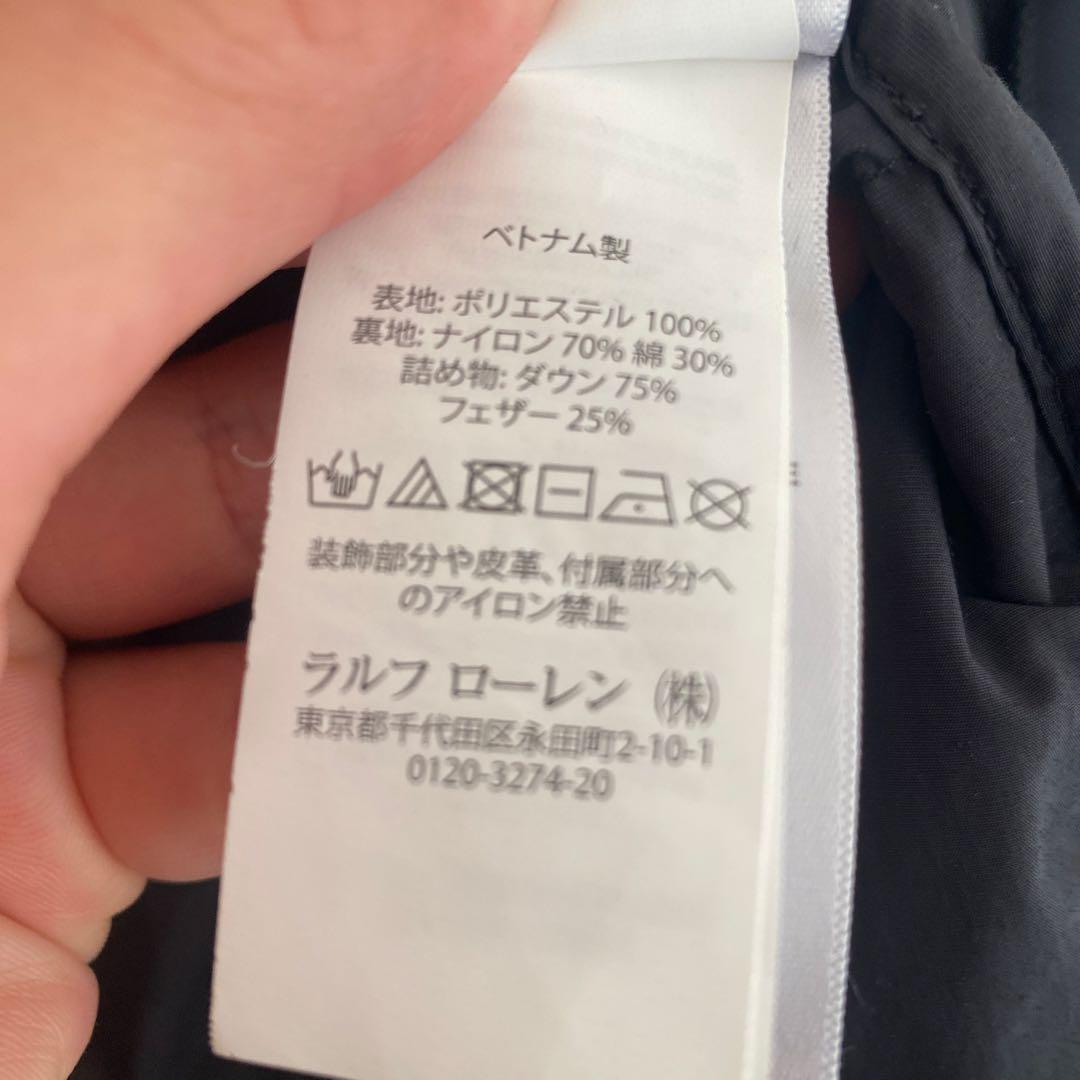 ベトナム製
表地: ポリエステル 100%
裏地: ナイロン 70% 綿 30%
詰め物: ダウン 75%
フェザー 25%
装飾部分や皮革、付属部分へ
のアイロン禁止
ラルフ ローレン ㈱
東京都千代田区永田町2-10-1
0120-3274-20